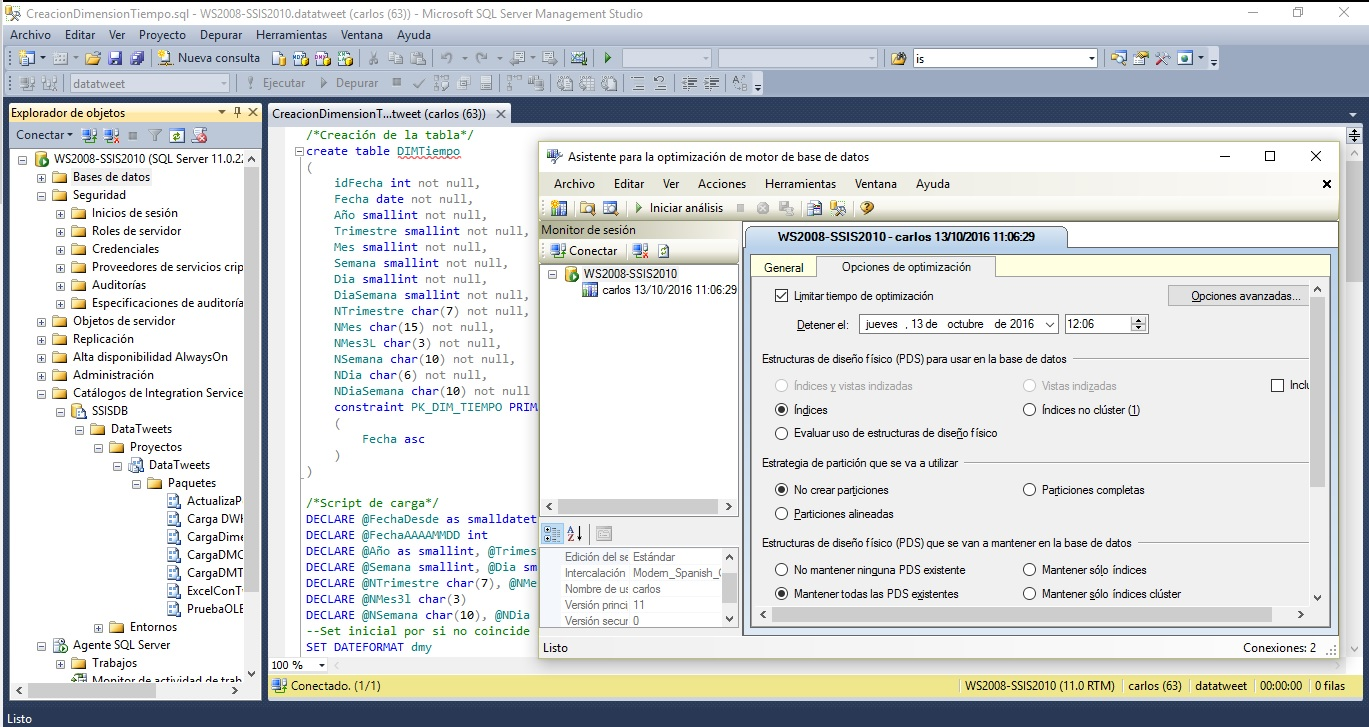 CreacionDimensionTiempo.sql - WS2008-SSIS2010.datatweet (carlos (63)) - Microsoft SQL Server Management Studio
Archivo Editar Ver Proyecto Depurar Herramientas Ventana Ayuda
Nueva consulta is
datatweet Ejecutar Depurar
Explorador de objetos
Conectar
WS2008-SSIS2010 (SQL Server 11.0.2
Bases de datos
Seguridad
Inicios de sesión
Roles de servidor
Credenciales
Proveedores de servicios crip
Auditorías
Especificaciones de auditoría
Objetos de servidor
Replicación
Alta disponibilidad AlwaysOn
Administración
Catálogos de Integration Service
SSISDB
DataTweets
Proyectos
DataTweets
Paquetes
ActualizaP
Carga DWH
CargaDime
CargaDMC
CargaDMT
ExcelConT
PruebaOLE
Entornos
Agente SQL Server
Trabajos
Monitor de actividad de trab
CreacionDimensionT...tweet (carlos (63))
/*Creación de la tabla*/
create table DIMTiempo
(
idFecha int not null,
Fecha date not null,
Año smallint not null,
Trimestre smallint not null,
Mes smallint not null,
Semana smallint not null,
Dia smallint not null,
DiaSemana smallint not null,
NTrimestre char(7) not null,
NMes char(15) not null,
NMes3L char(3) not null,
NSemana char(10) not null,
NDia char(6) not null,
NDiaSemana char(10) not null
constraint PK_DIM_TIEMPO PRIM
(
Fecha asc
)
)
/*Script de carga*/
DECLARE @FechaDesde as smalldatet
DECLARE @FechaAAAAMMDD int
DECLARE @Año as smallint, @Trimes
DECLARE @Semana smallint, @Dia sm
DECLARE @NTrimestre char(7), @NMe
DECLARE @NMes3l char(3)
DECLARE @NSemana char(10), @NDia
--Set inicial por si no coincide
SET DATEFORMAT dmy
100 %
Conectado. (1/1)
WS2008-SSIS2010 (11.0 RTM) carlos (63) datatweet 00:00:00 0 filas
Listo
Asistente para la optimización de motor de base de datos
Archivo Editar Ver Acciones Herramientas Ventana Ayuda
Iniciar análisis
Monitor de sesión
Conectar
WS2008-SSIS2010
carlos 13/10/2016 11:06:29
Edición del se Estándar
Intercalación Modern_Spanish_
Nombre de us carlos
Versión princi 11
Versión secur 0
WS2008-SSIS2010 - carlos 13/10/2016 11:06:29
General Opciones de optimización
Limitar tiempo de optimización Opciones avanzadas...
Detener el: jueves , 13 de octubre de 2016 12:06
Estructuras de diseño físico (PDS) para usar en la base de datos
Índices y vistas indizadas Vistas indizadas Inclu
Índices Índices no clúster (1)
Evaluar uso de estructuras de diseño físico
Estrategia de partición que se va a utilizar
No crear particiones Particiones completas
Particiones alineadas
Estructuras de diseño físico (PDS) que se van a mantener en la base de datos
No mantener ninguna PDS existente Mantener sólo índices
Mantener todas las PDS existentes Mantener sólo índices clúster
Listo Conexiones: 2